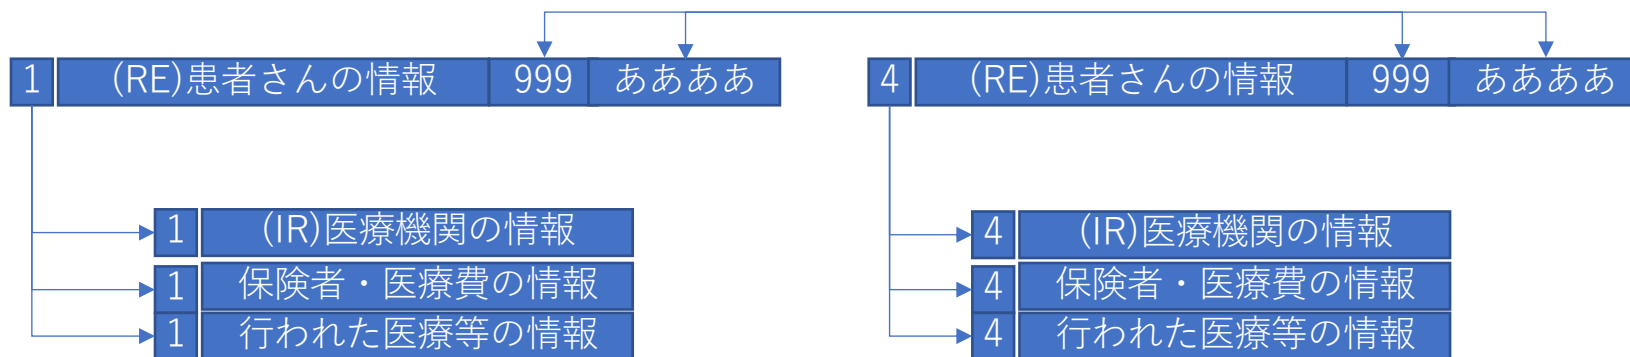 1 (RE)患者さんの情報 999 ああああ
1 (IR)医療機関の情報
1 保険者・医療費の情報
1 行われた医療等の情報
4 (RE)患者さんの情報 999 ああああ
4 (IR)医療機関の情報
4 保険者・医療費の情報
4 行われた医療等の情報